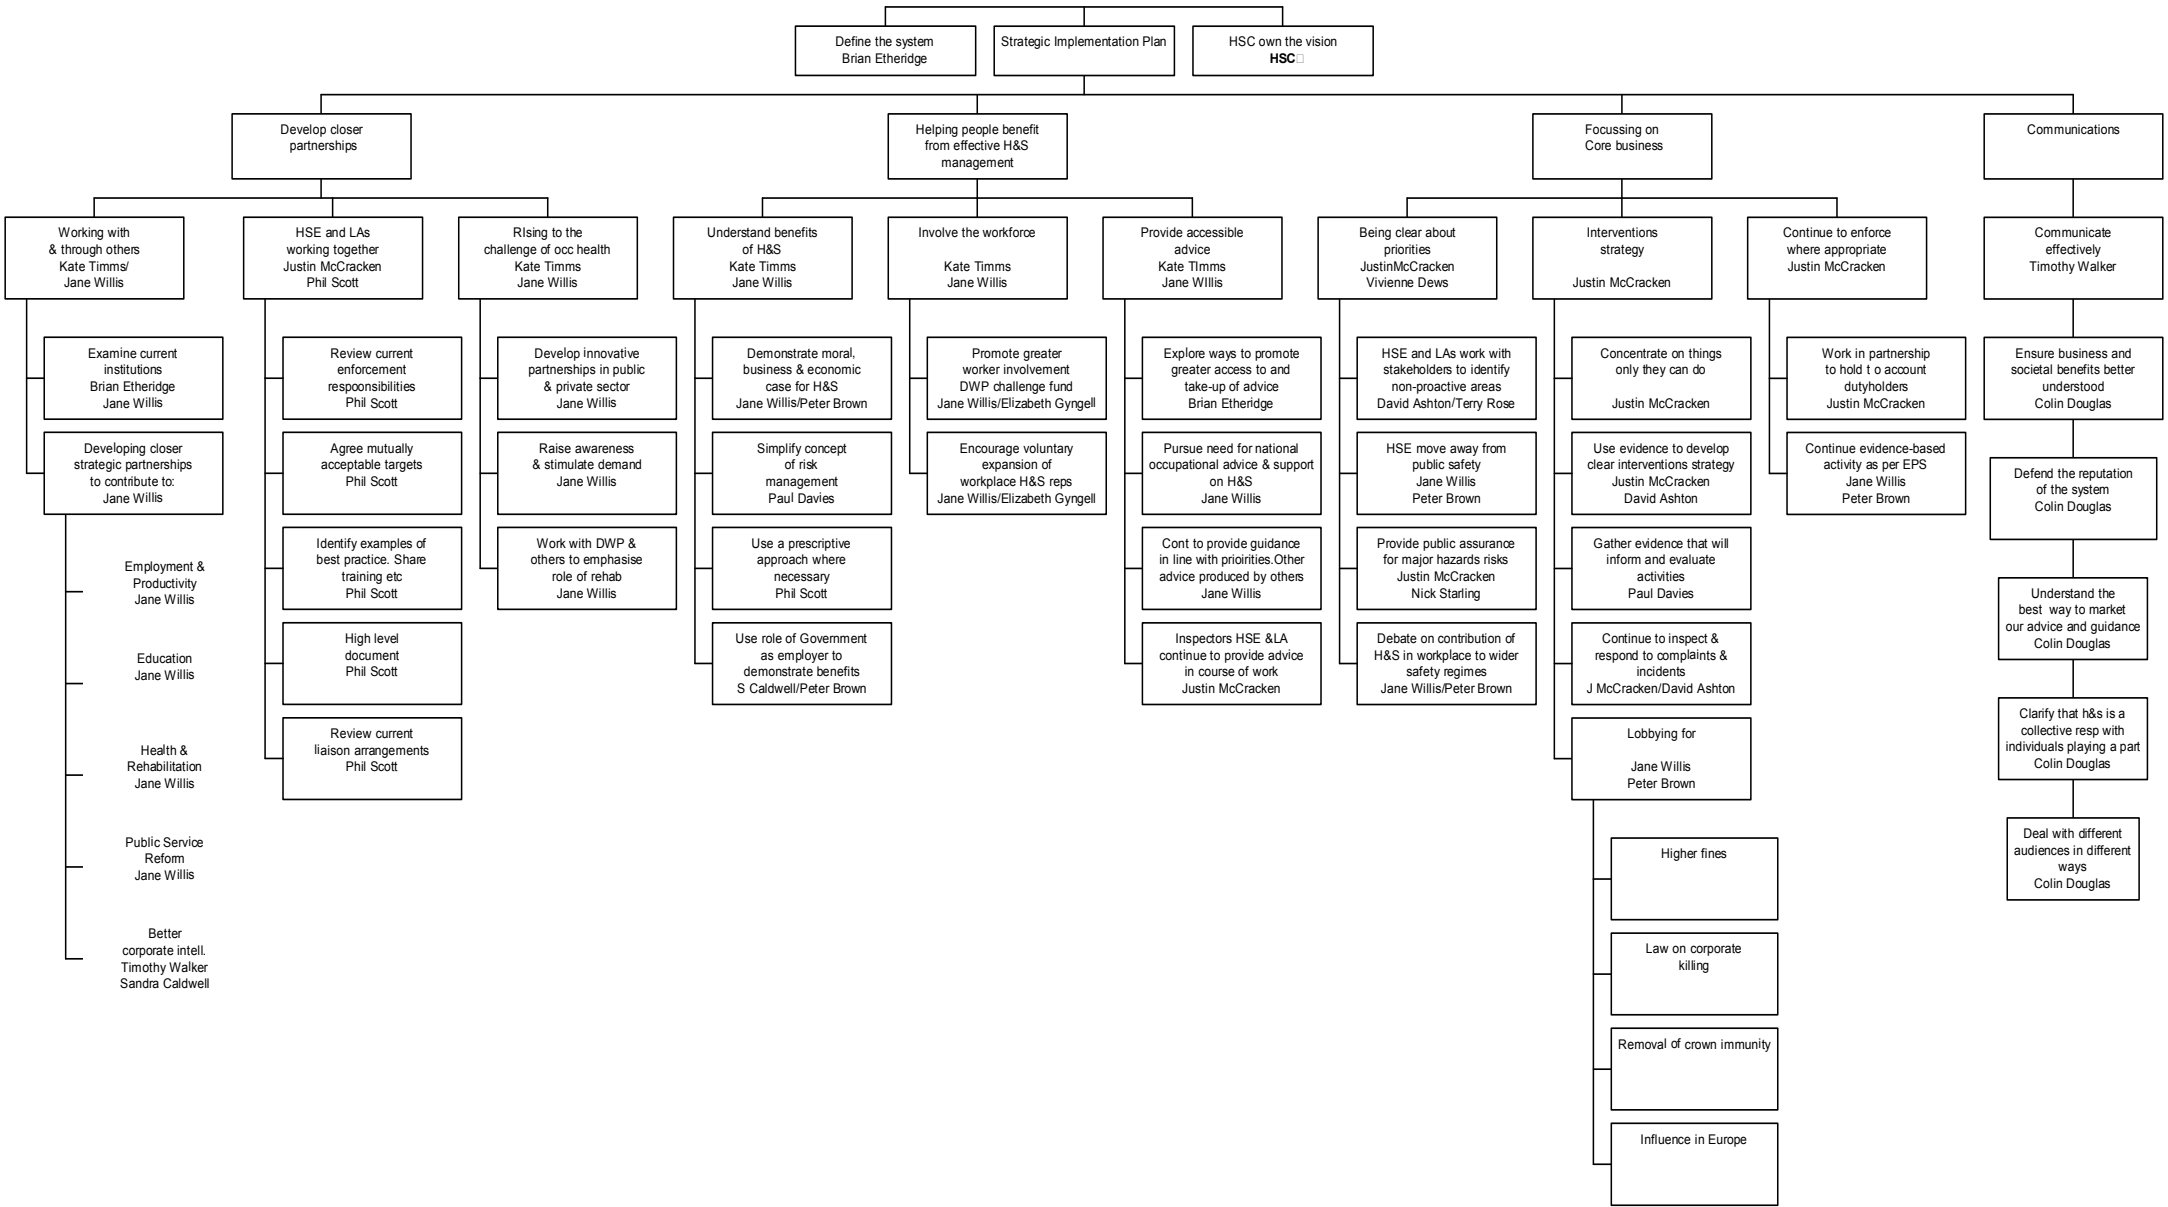 Define the system
Brian Etheridge
Strategic Implementation Plan
HSC own the vision
HSC
Develop closer
partnerships
Helping people benefit
from effective H&S
management
Focussing on
Core business
Communications
Working with
& through others
Kate Timms/
Jane Willis
HSE and LAs
working together
Justin McCracken
Phil Scott
RIsing to the
challenge of occ health
Kate Timms
Jane Willis
Understand benefits
of H&S
Kate Timms
Jane Willis
Involve the workforce
Kate Timms
Jane Willis
Provide accessible
advice
Kate TImms
Jane WIllis
Being clear about
priorities
JustinMcCracken
Vivienne Dews
Interventions
strategy
Justin McCracken
Continue to enforce
where appropriate
Justin McCracken
Communicate
effectively
Timothy Walker
Examine current
institutions
Brian Etheridge
Jane Willis
Developing closer
strategic partnerships
to contribute to:
Jane Willis
Employment &
Productivity
Jane Willis
Education
Jane Willis
Health &
Rehabilitation
Jane Willis
Public Service
Reform
Jane Willis
Better
corporate intell.
Timothy Walker
Sandra Caldwell
Review current
enforcement
respoonsibilities
Phil Scott
Agree mutually
acceptable targets
Phil Scott
Identify examples of
best practice. Share
training etc
Phil Scott
High level
document
Phil Scott
Review current
liaison arrangements
Phil Scott
Develop innovative
partnerships in public
& private sector
Jane Willis
Raise awareness
& stimulate demand
Jane Willis
Work with DWP &
others to emphasise
role of rehab
Jane Willis
Demonstrate moral,
business & economic
case for H&S
Jane Willis/Peter Brown
Simplify concept
of risk
management
Paul Davies
Use a prescriptive
approach where
necessary
Phil Scott
Use role of Government
as employer to
demonstrate benefits
S Caldwell/Peter Brown
Promote greater
worker involvement
DWP challenge fund
Jane Willis/Elizabeth Gyngell
Encourage voluntary
expansion of
workplace H&S reps
Jane Willis/Elizabeth Gyngell
Explore ways to promote
greater access to and
take-up of advice
Brian Etheridge
Pursue need for national
occupational advice & support
on H&S
Jane Willis
Cont to provide guidance
in line with prioirities.Other
advice produced by others
Jane Willis
Inspectors HSE &LA
continue to provide advice
in course of work
Justin McCracken
HSE and LAs work with
stakeholders to identify
non-proactive areas
David Ashton/Terry Rose
HSE move away from
public safety
Jane Willis
Peter Brown
Provide public assurance
for major hazards risks
Justin McCracken
Nick Starling
Debate on contribution of
H&S in workplace to wider
safety regimes
Jane Willis/Peter Brown
Concentrate on things
only they can do
Justin McCracken
Use evidence to develop
clear interventions strategy
Justin McCracken
David Ashton
Gather evidence that will
inform and evaluate
activities
Paul Davies
Continue to inspect &
respond to complaints &
incidents
J McCracken/David Ashton
Lobbying for
Jane Willis
Peter Brown
Higher fines
Law on corporate
killing
Removal of crown immunity
Influence in Europe
Work in partnership
to hold t o account
dutyholders
Justin McCracken
Continue evidence-based
activity as per EPS
Jane Willis
Peter Brown
Ensure business and
societal benefits better
understood
Colin Douglas
Defend the reputation
of the system
Colin Douglas
Understand the
best way to market
our advice and guidance
Colin Douglas
Clarify that h&s is a
collective resp with
individuals playing a part
Colin Douglas
Deal with different
audiences in different
ways
Colin Douglas